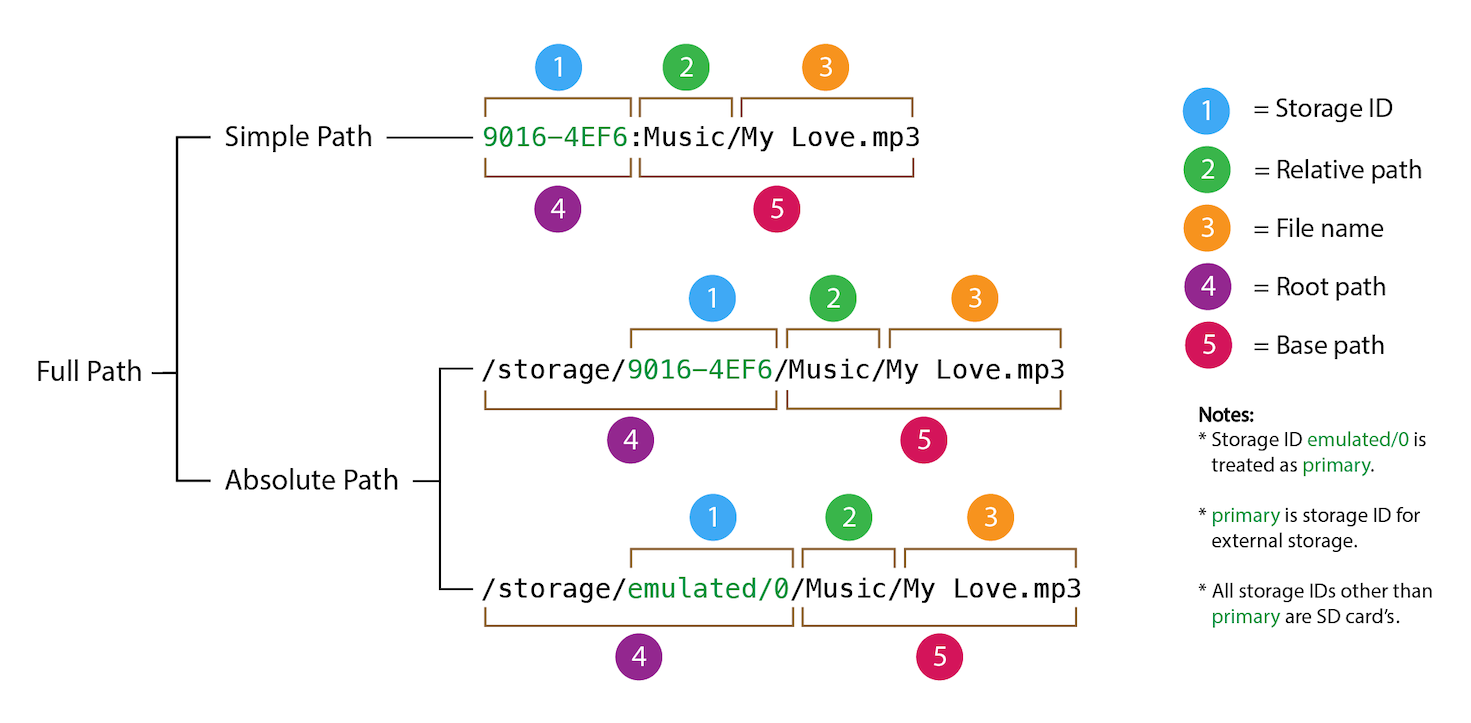 1 2 3
Simple Path
9016-4EF6:Music/My Love.mp3
4 5
1 2 3
Full Path
/storage/9016-4EF6/Music/My Love.mp3
4 5
Absolute Path
1 2 3
/storage/emulated/0/Music/My Love.mp3
4 5
1 = Storage ID
2 = Relative path
3 = File name
4 = Root path
5 = Base path
Notes:
* Storage ID emulated/0 is
treated as primary.
* primary is storage ID for
external storage.
* All storage IDs other than
primary are SD card's.